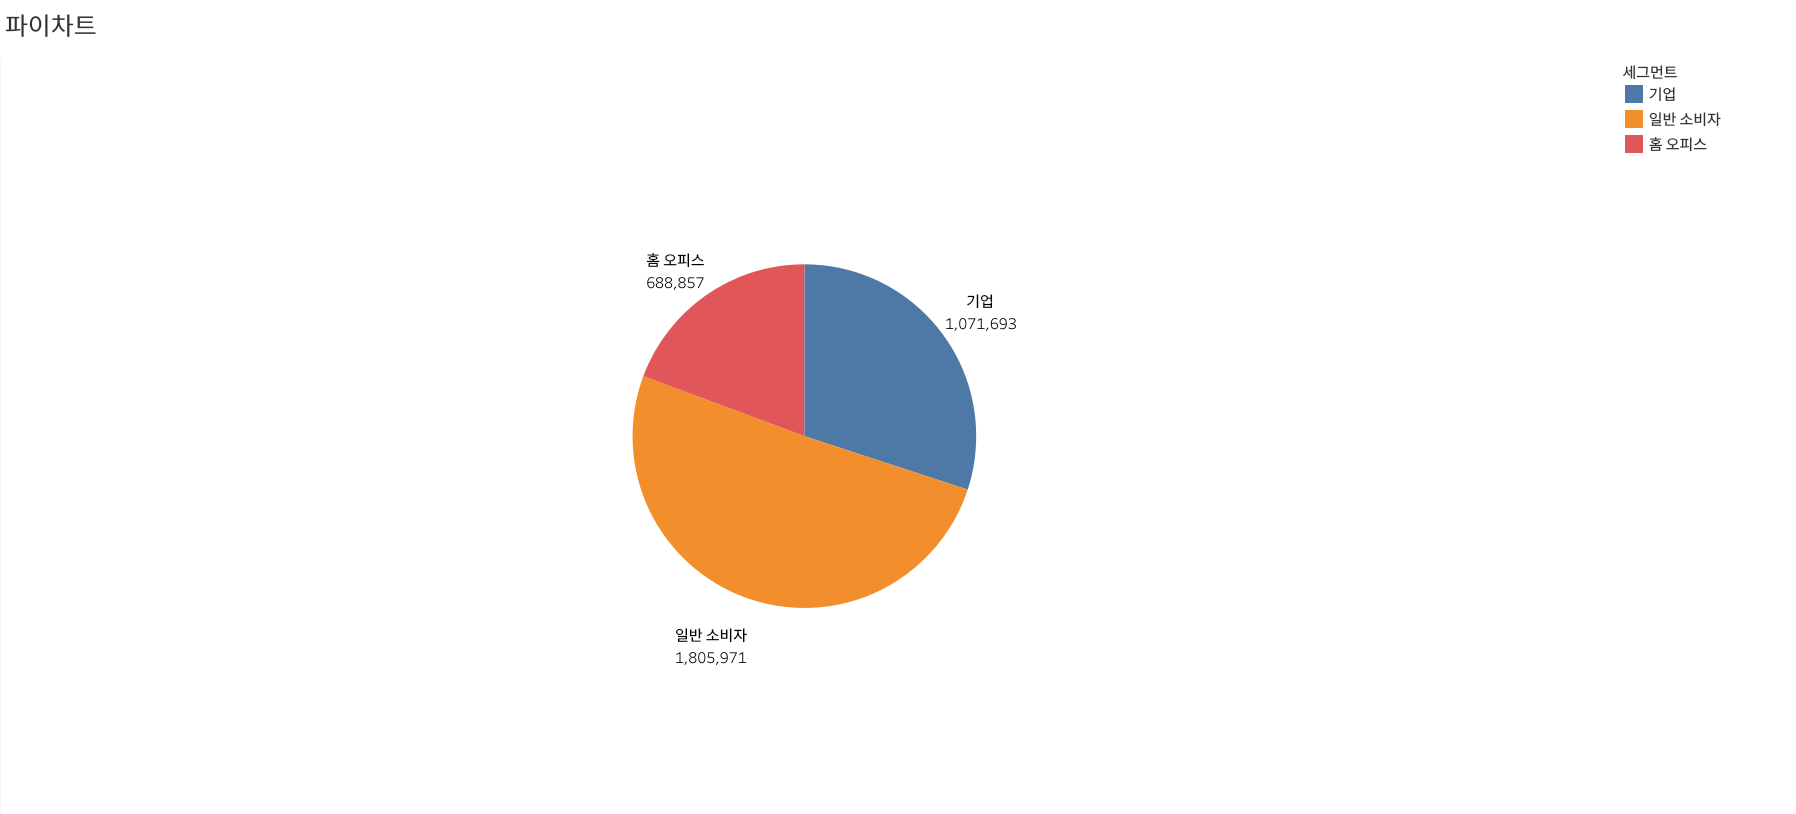 파이차트
세그먼트
기업
일반 소비자
홈 오피스
홈 오피스
688,857
기업
1,071,693
일반 소비자
1,805,971